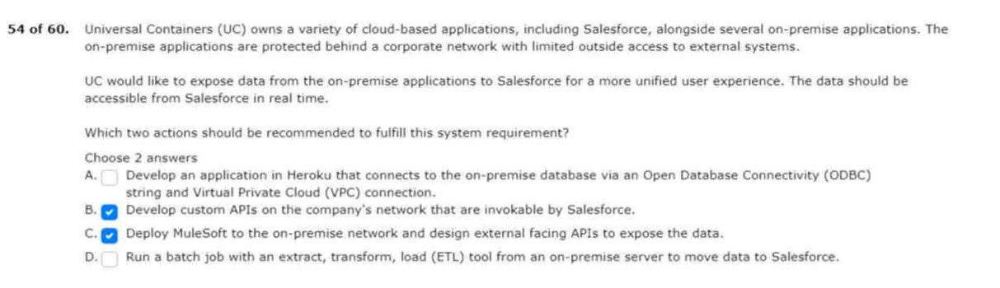 54 of 60. Universal Containers (UC) owns a variety of cloud-based applications, including Salesforce, alongside several on-premise applications. The
on-premise applications are protected behind a corporate network with limited outside access to external systems.
UC would like to expose data from the on-premise applications to Salesforce for a more unified user experience. The data should be
accessible from Salesforce in real time.
Which two actions should be recommended to fulfill this system requirement?
Choose 2 answers
A. Develop an application in Heroku that connects to the on-premise database via an Open Database Connectivity (ODBC)
string and Virtual Private Cloud (VPC) connection.
B. Develop custom APIs on the company's network that are invokable by Salesforce.
C. Deploy MuleSoft to the on-premise network and design external facing APIs to expose the data.
D. Run a batch job with an extract, transform, load (ETL) tool from an on-premise server to move data to Salesforce.